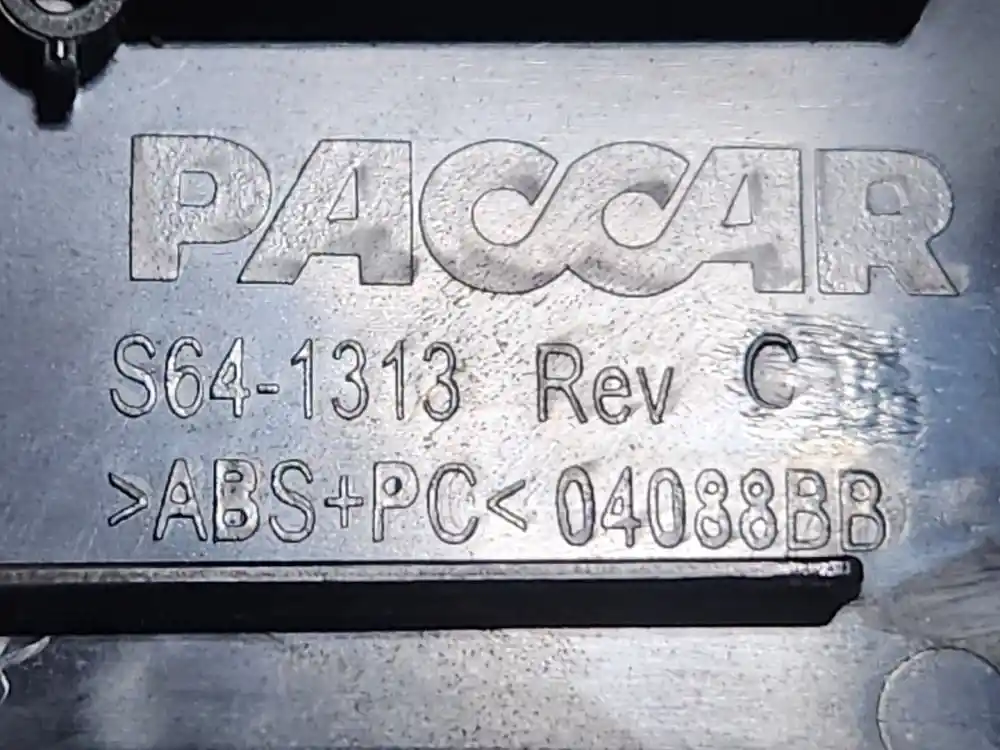 PACCAR
S64-1313 Rev C
>ABS+PC< 04088BB